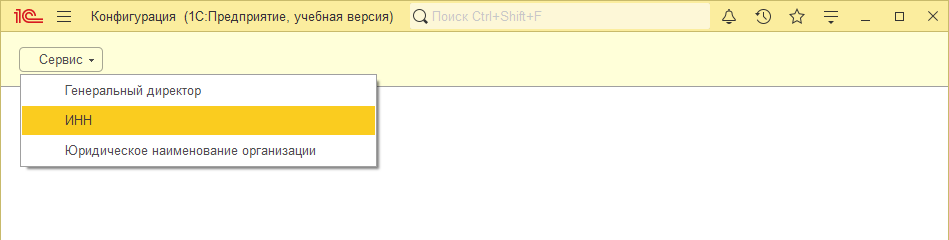 1С Конфигурация (1С:Предприятие, учебная версия) Поиск Ctrl+Shift+F
Сервис
Генеральный директор
ИНН
Юридическое наименование организации